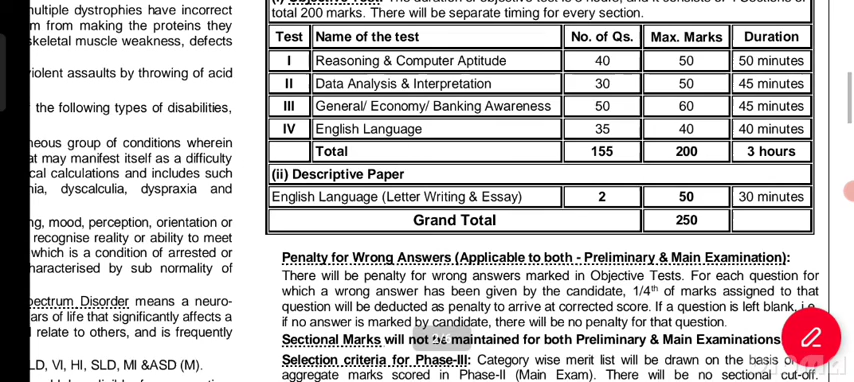 nultiple dystrophies have incorrect
m from making the proteins they
skeletal muscle weakness, defects
violent assaults by throwing of acid
the following types of disabilities,
neous group of conditions wherein
at may manifest itself as a difficulty
cal calculations and includes such
nia, dyscalculia, dyspraxia and
ng, mood, perception, orientation or
recognise reality or ability to meet
which is a condition of arrested or
haracterised by sub normality of
pectrum Disorder means a neuro-
ars of life that significantly affects a
relate to others, and is frequently
LD, VI, HI, SLD, MI &ASD (M).
total 200 marks. There will be separate timing for every section.
Test Name of the test No. of Qs. Max. Marks Duration
I Reasoning & Computer Aptitude 40 50 50 minutes
II Data Analysis & Interpretation 30 50 45 minutes
III General/ Economy/ Banking Awareness 50 60 45 minutes
IV English Language 35 40 40 minutes
Total 155 200 3 hours
(ii) Descriptive Paper
English Language (Letter Writing & Essay) 2 50 30 minutes
Grand Total 250
Penalty for Wrong Answers (Applicable to both - Preliminary & Main Examination):
There will be penalty for wrong answers marked in Objective Tests. For each question for
which a wrong answer has been given by the candidate, 1/4th of marks assigned to that
question will be deducted as penalty to arrive at corrected score. If a question is left blank, i.e.
if no answer is marked by candidate, there will be no penalty for that question.
Sectional Marks will not maintained for both Preliminary & Main Examinations
Selection criteria for Phase-III: Category wise merit list will be drawn on the basis of
aggregate marks scored in Phase-II (Main Exam). There will be no sectional cut-off.